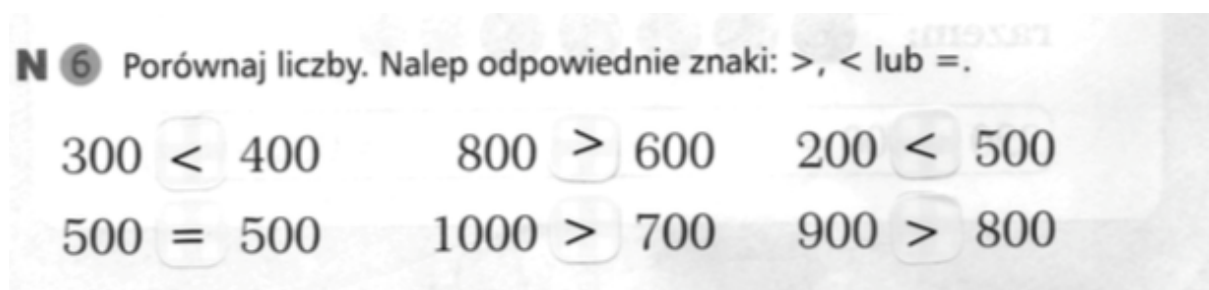 N 6 Porównaj liczby. Nalep odpowiednie znaki: >, < lub =.
300 < 400 800 > 600 200 < 500
500 = 500 1000 > 700 900 > 800
razem: